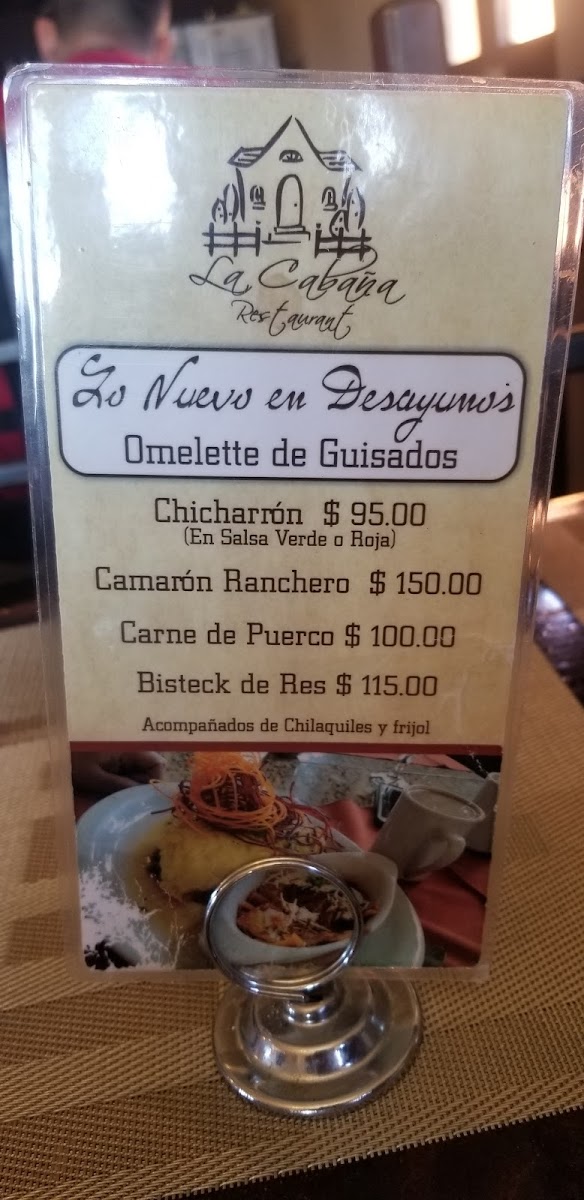 La Cabaña
Restaurant
Lo Nuevo en Desayunos
Omelette de Guisados
Chicharrón $ 95.00
(En Salsa Verde o Roja)
Camarón Ranchero $ 150.00
Carne de Puerco $ 100.00
Bisteck de Res $ 115.00
Acompañados de Chilaquiles y frijol